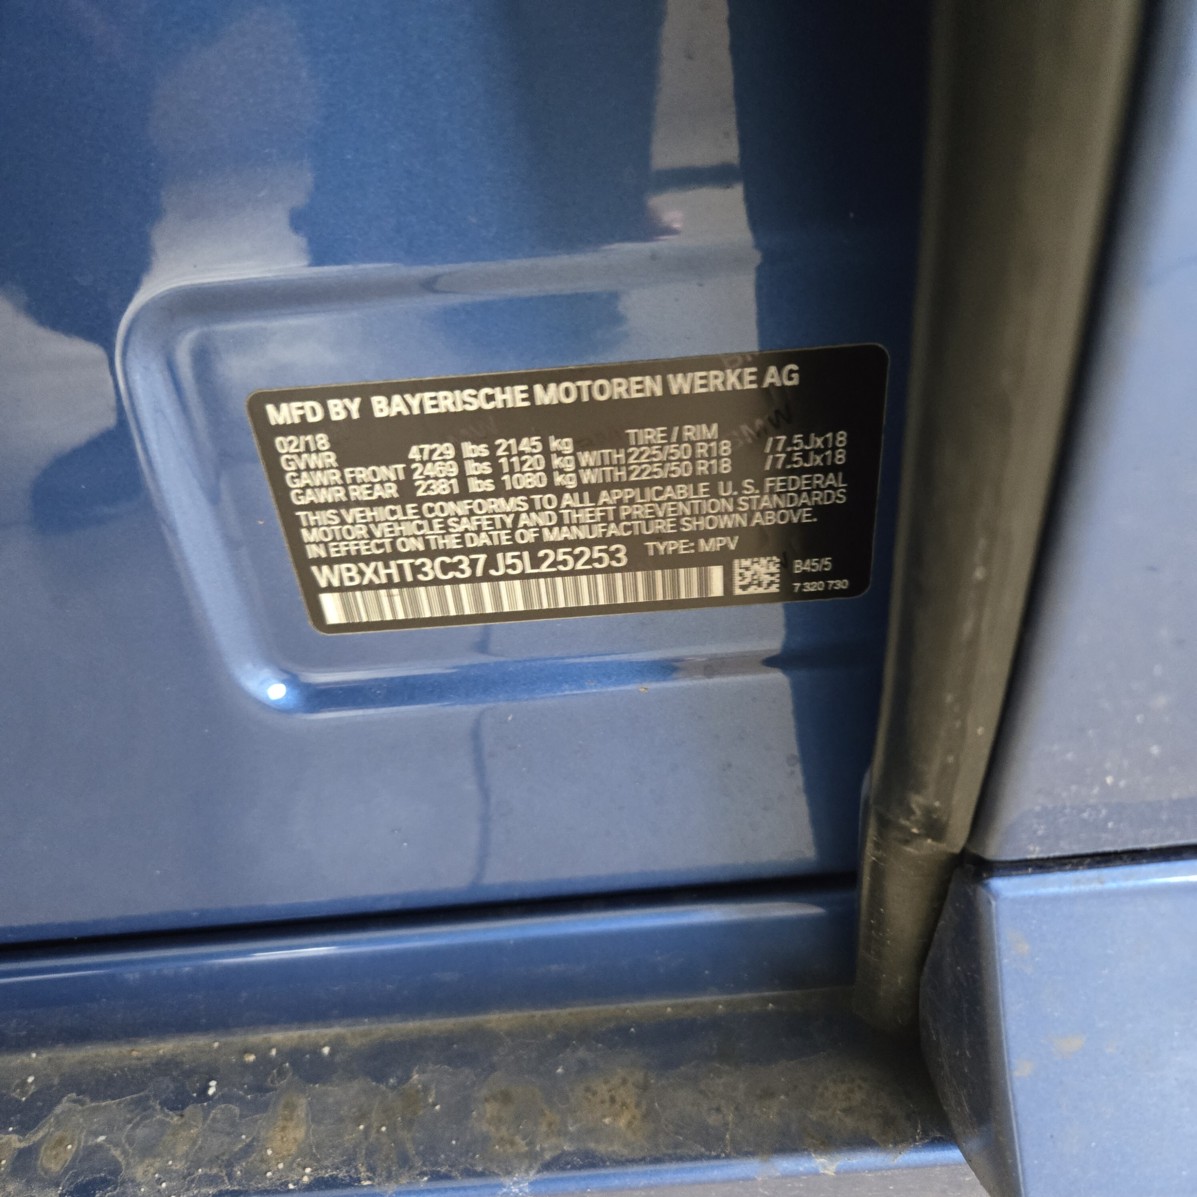 MFD BY BAYERISCHE MOTOREN WERKE AG
02/18 TIRE / RIM
GVWR 4729 lbs 2145 kg
GAWR FRONT 2469 lbs 1120 kg WITH 225/50 R18 /7.5Jx18
GAWR REAR 2381 lbs 1080 kg WITH 225/50 R18 /7.5Jx18
THIS VEHICLE CONFORMS TO ALL APPLICABLE U. S. FEDERAL
MOTOR VEHICLE SAFETY AND THEFT PREVENTION STANDARDS
IN EFFECT ON THE DATE OF MANUFACTURE SHOWN ABOVE.
WBXHT3C37J5L25253 TYPE: MPV
B45/5
7 320 730